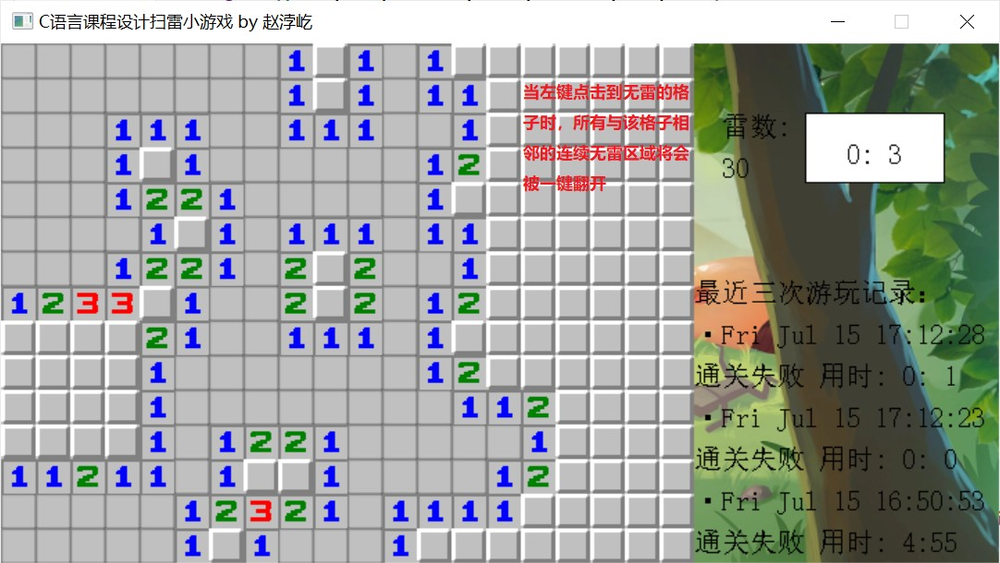 C语言课程设计扫雷小游戏 by 赵浡屹
1 1 1
1 1 1 1
1 1 1 1 1 1 1
1 1 1 2
1 2 2 1 1
1 1 1 1 1 1 1
1 2 2 1 2 2 1
1 2 3 3 1 2 2 1 2
2 1 1 1 1 1
1 1 2
1 1 1 2
1 1 2 2 1 1
1 1 2 1 1 1 1 1 2
1 2 3 2 1 1 1 1 1
1 1 1
当左键点击到无雷的格
子时，所有与该格子相
邻的连续无雷区域将会
被一键翻开
雷数:
30
0: 3
最近三次游玩记录:
·Fri Jul 15 17:12:28
通关失败 用时: 0: 1
·Fri Jul 15 17:12:23
通关失败 用时: 0: 0
·Fri Jul 15 16:50:53
通关失败 用时: 4:55